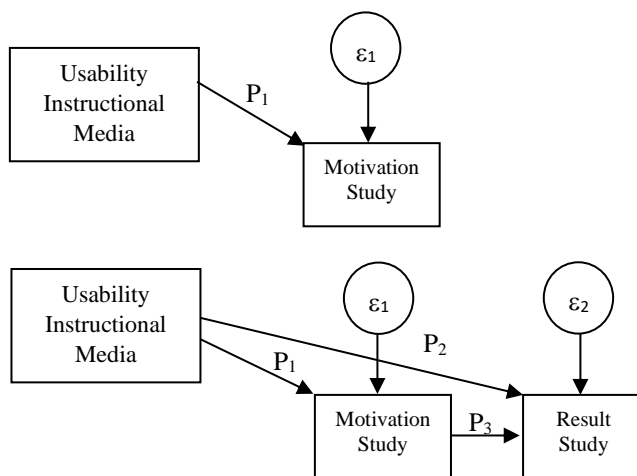 ε1
Usability
Instructional
Media
P1
Motivation
Study
Usability
Instructional
Media
ε1
ε2
P2
P1
Motivation
Study
P3
Result
Study